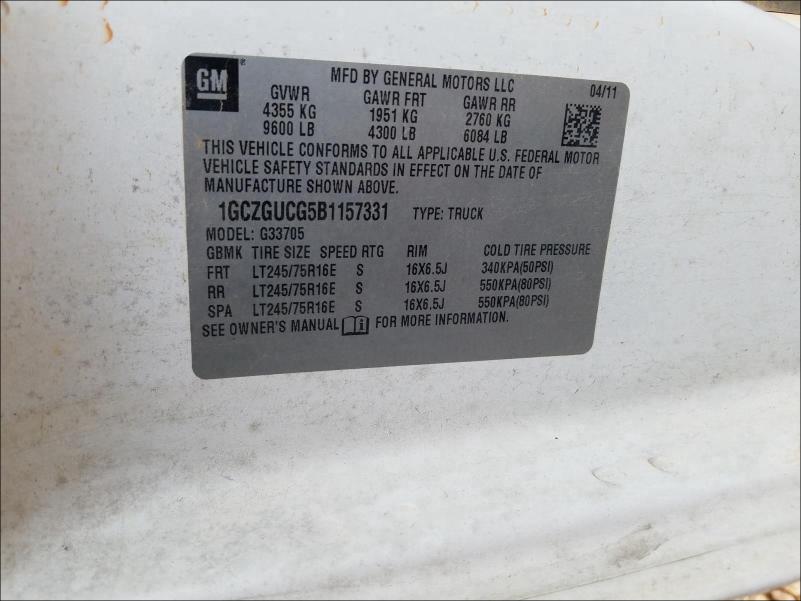 GM ®
MFD BY GENERAL MOTORS LLC 04/11
GVWR GAWR FRT GAWR RR
4355 KG 1951 KG 2760 KG
9600 LB 4300 LB 6084 LB
THIS VEHICLE CONFORMS TO ALL APPLICABLE U.S. FEDERAL MOTOR
VEHICLE SAFETY STANDARDS IN EFFECT ON THE DATE OF
MANUFACTURE SHOWN ABOVE.
1GCZGUCG5B1157331 TYPE: TRUCK
MODEL: G33705
GBMK TIRE SIZE SPEED RTG RIM COLD TIRE PRESSURE
FRT LT245/75R16E S 16X6.5J 340KPA(50PSI)
RR LT245/75R16E S 16X6.5J 550KPA(80PSI)
SPA LT245/75R16E S 16X6.5J 550KPA(80PSI)
SEE OWNER'S MANUAL i FOR MORE INFORMATION.